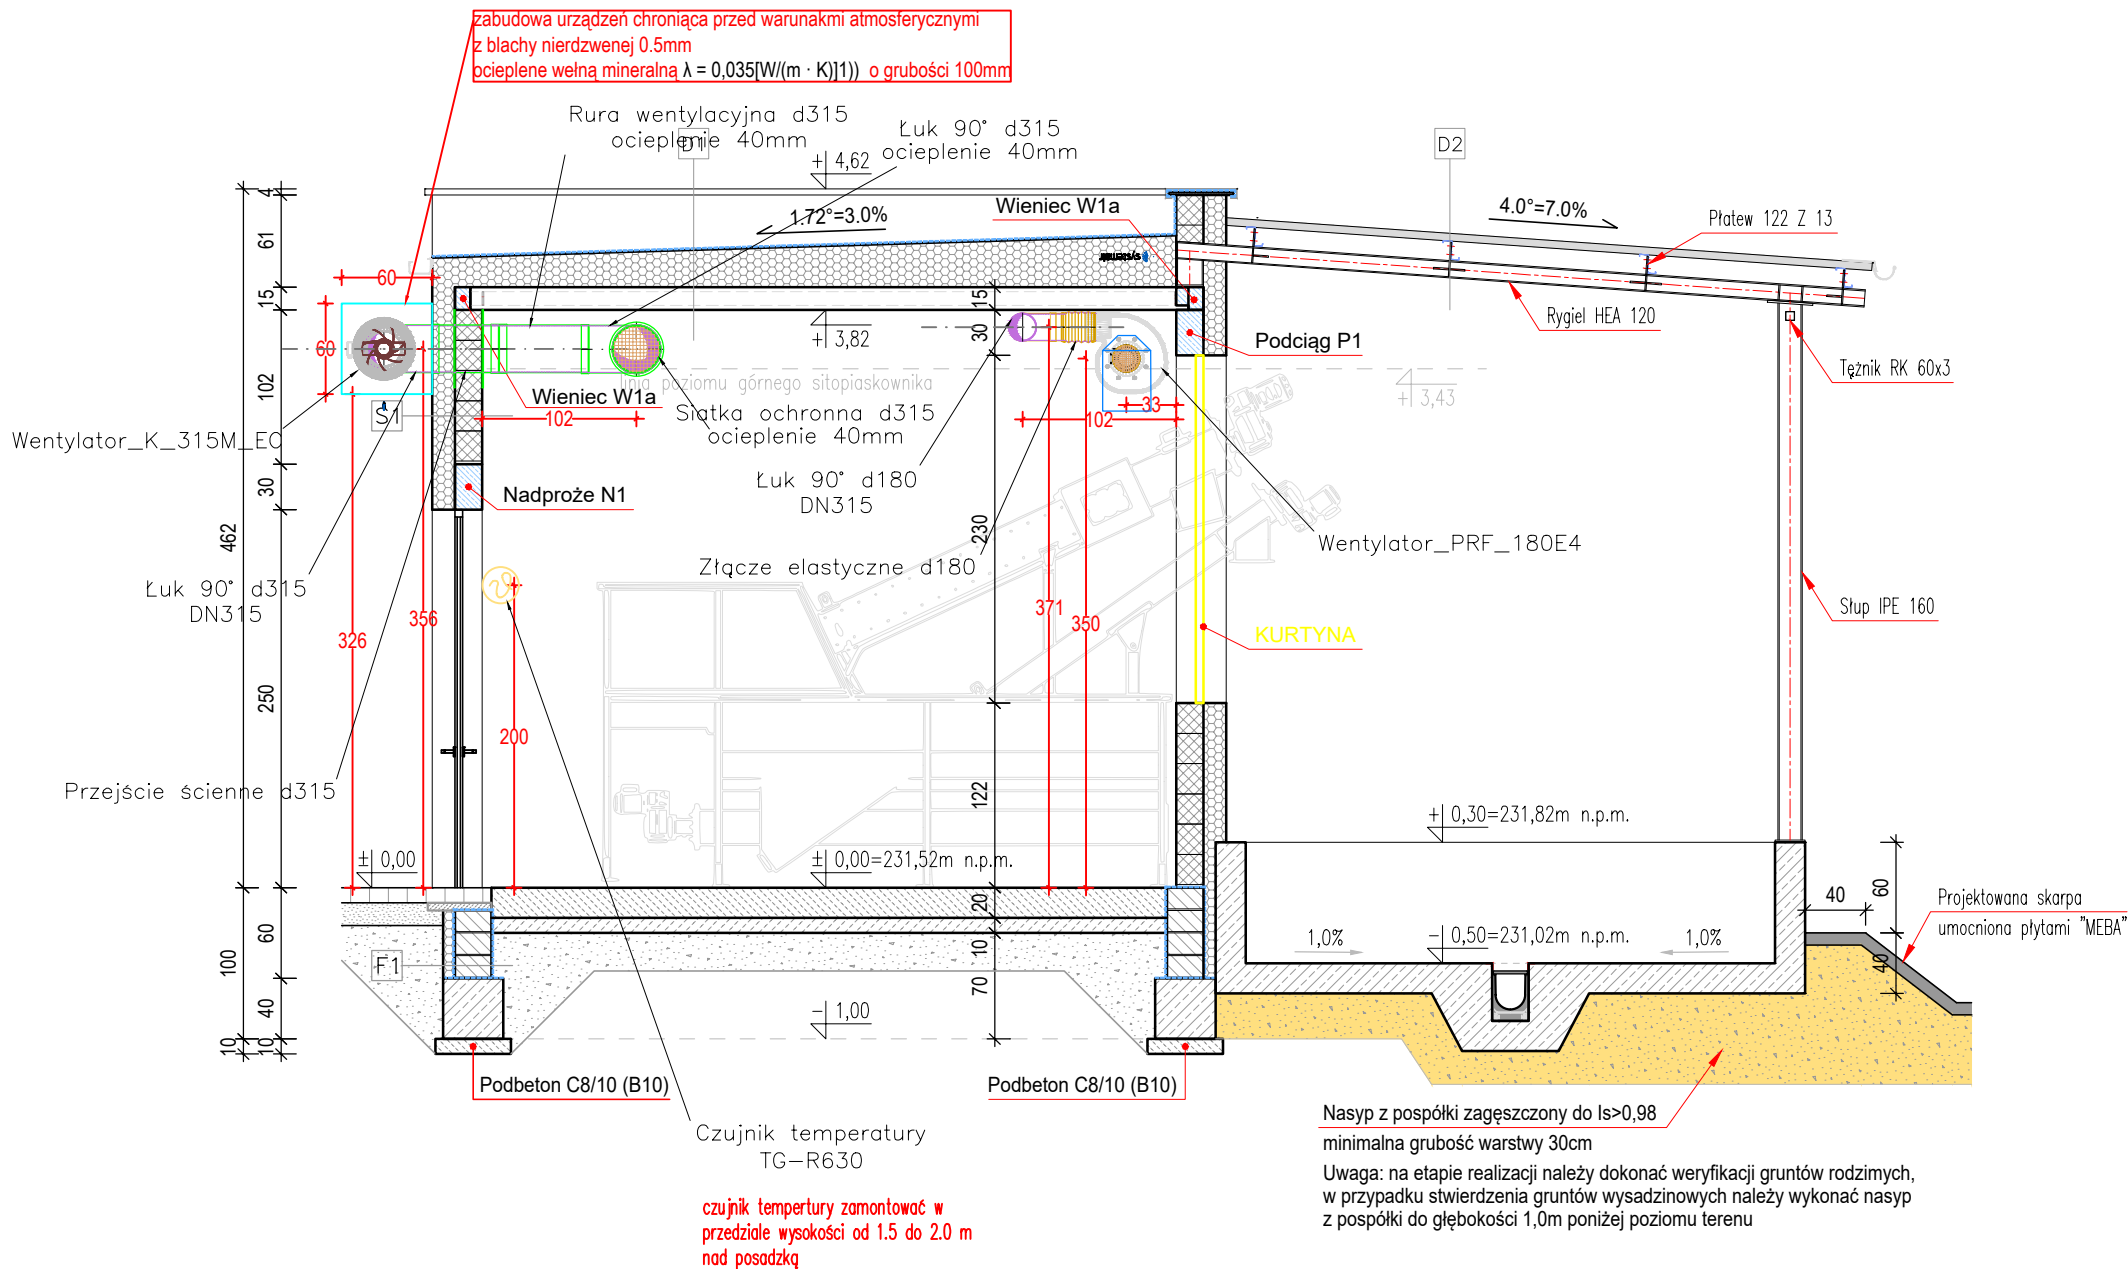 zabudowa urządzeń chroniąca przed warunakmi atmosferycznymi
z blachy nierdzwenej 0.5mm
ocieplene wełną mineralną λ = 0,035[W/(m · K)]1)) o grubości 100mm
Rura wentylacyjna d315
ocieplenie 40mm
D1
Łuk 90° d315
ocieplenie 40mm
D2
+ 4,62
4
61
15
60
60
102
30
462
250
1.72°=3.0%
Wieniec W1a
4.0°=7.0%
Płatew 122 Z 13
systemair
15
30
+ 3,82
Rygiel HEA 120
Podciąg P1
Tężnik RK 60x3
linia poziomu górnego sitopiaskownika
+ 3,43
Wieniec W1a
102
Siatka ochronna d315
ocieplenie 40mm
33
102
S1
Wentylator_K_315M_EC
Łuk 90° d180
DN315
Nadproże N1
230
Wentylator_PRF_180E4
Złącze elastyczne d180
Łuk 90° d315
DN315
326
356
371
350
Słup IPE 160
KURTYNA
200
Przejście ścienne d315
122
+ 0,30=231,82m n.p.m.
± 0,00
± 0,00=231,52m n.p.m.
20
10
70
60
40
10
100
10
40
60
40
Projektowana skarpa
umocniona płytami "MEBA"
1,0%
− 0,50=231,02m n.p.m.
1,0%
F1
− 1,00
Podbeton C8/10 (B10)
Podbeton C8/10 (B10)
Nasyp z pospółki zagęszczony do Is>0,98
minimalna grubość warstwy 30cm
Uwaga: na etapie realizacji należy dokonać weryfikacji gruntów rodzimych,
w przypadku stwierdzenia gruntów wysadzinowych należy wykonać nasyp
z pospółki do głębokości 1,0m poniżej poziomu terenu
Czujnik temperatury
TG−R630
czujnik tempertury zamontować w
przedziale wysokości od 1.5 do 2.0 m
nad posadzką